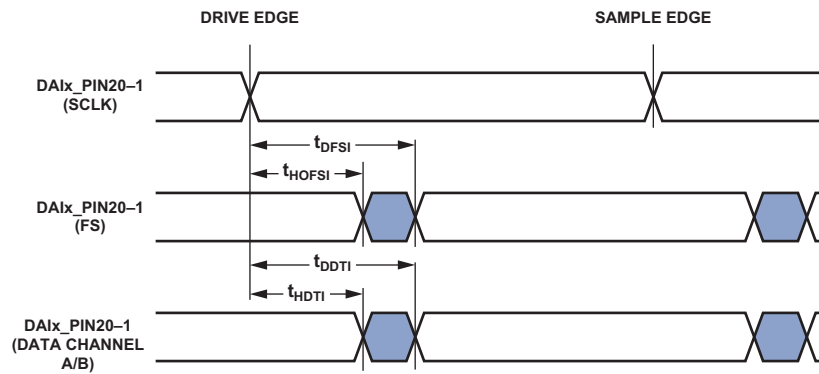 DRIVE EDGE
SAMPLE EDGE
DAIx_PIN20–1
(SCLK)
tDFSI
tHOFSI
DAIx_PIN20–1
(FS)
tDDTI
tHDTI
DAIx_PIN20–1
(DATA CHANNEL
A/B)